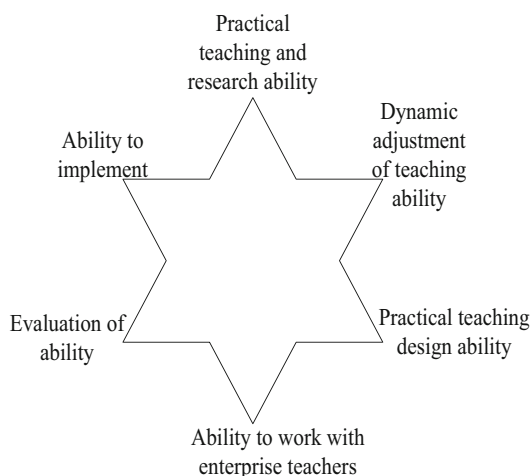 Practical
teaching and
research ability
Dynamic
adjustment
of teaching
ability
Ability to
implement
Evaluation of
ability
Practical teaching
design ability
Ability to work with
enterprise teachers